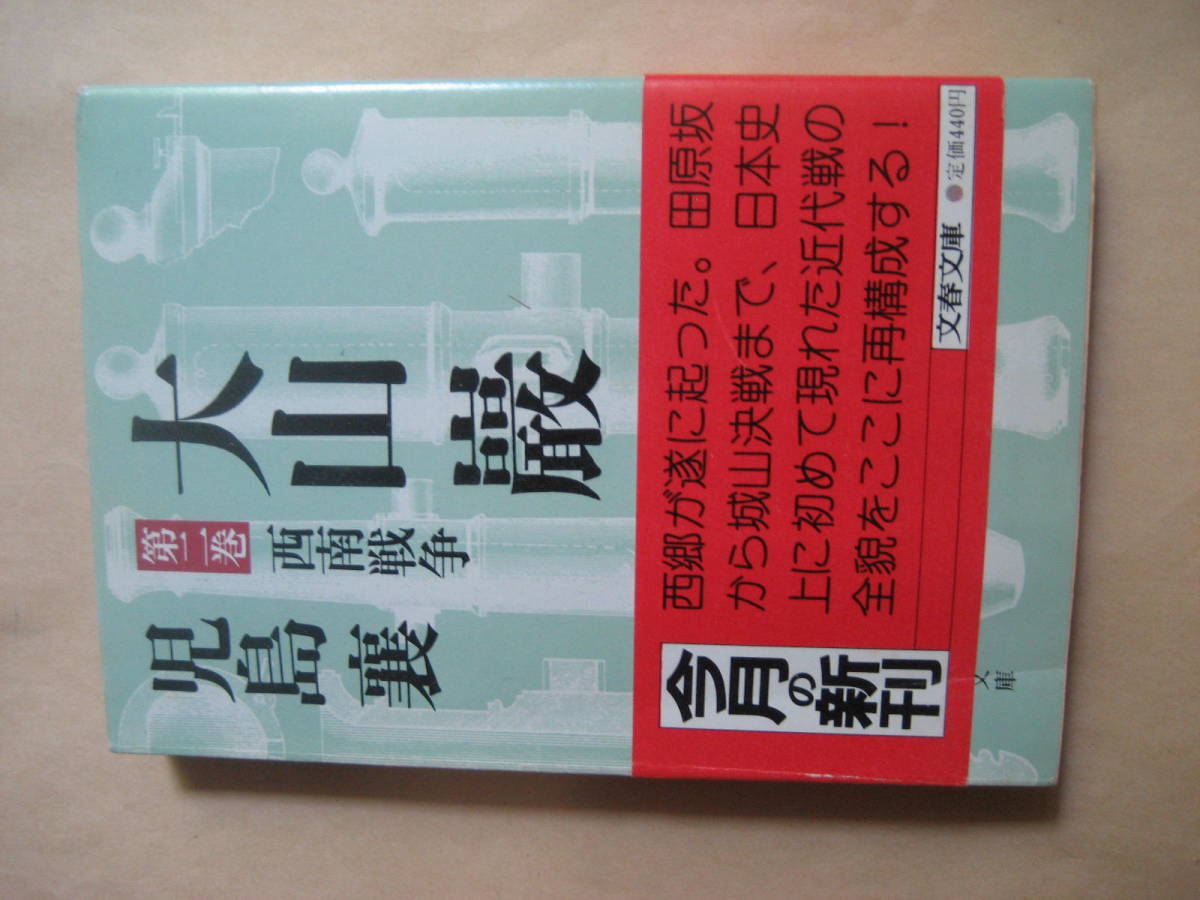 大山巌
第二巻
西南戦争
児島襄
今月の新刊
西郷が遂に起った。田原坂
から城山決戦まで、日本史
上に初めて現れた近代戦の
全貌をここに再構成する!
文春文庫 ●定価440円
文庫